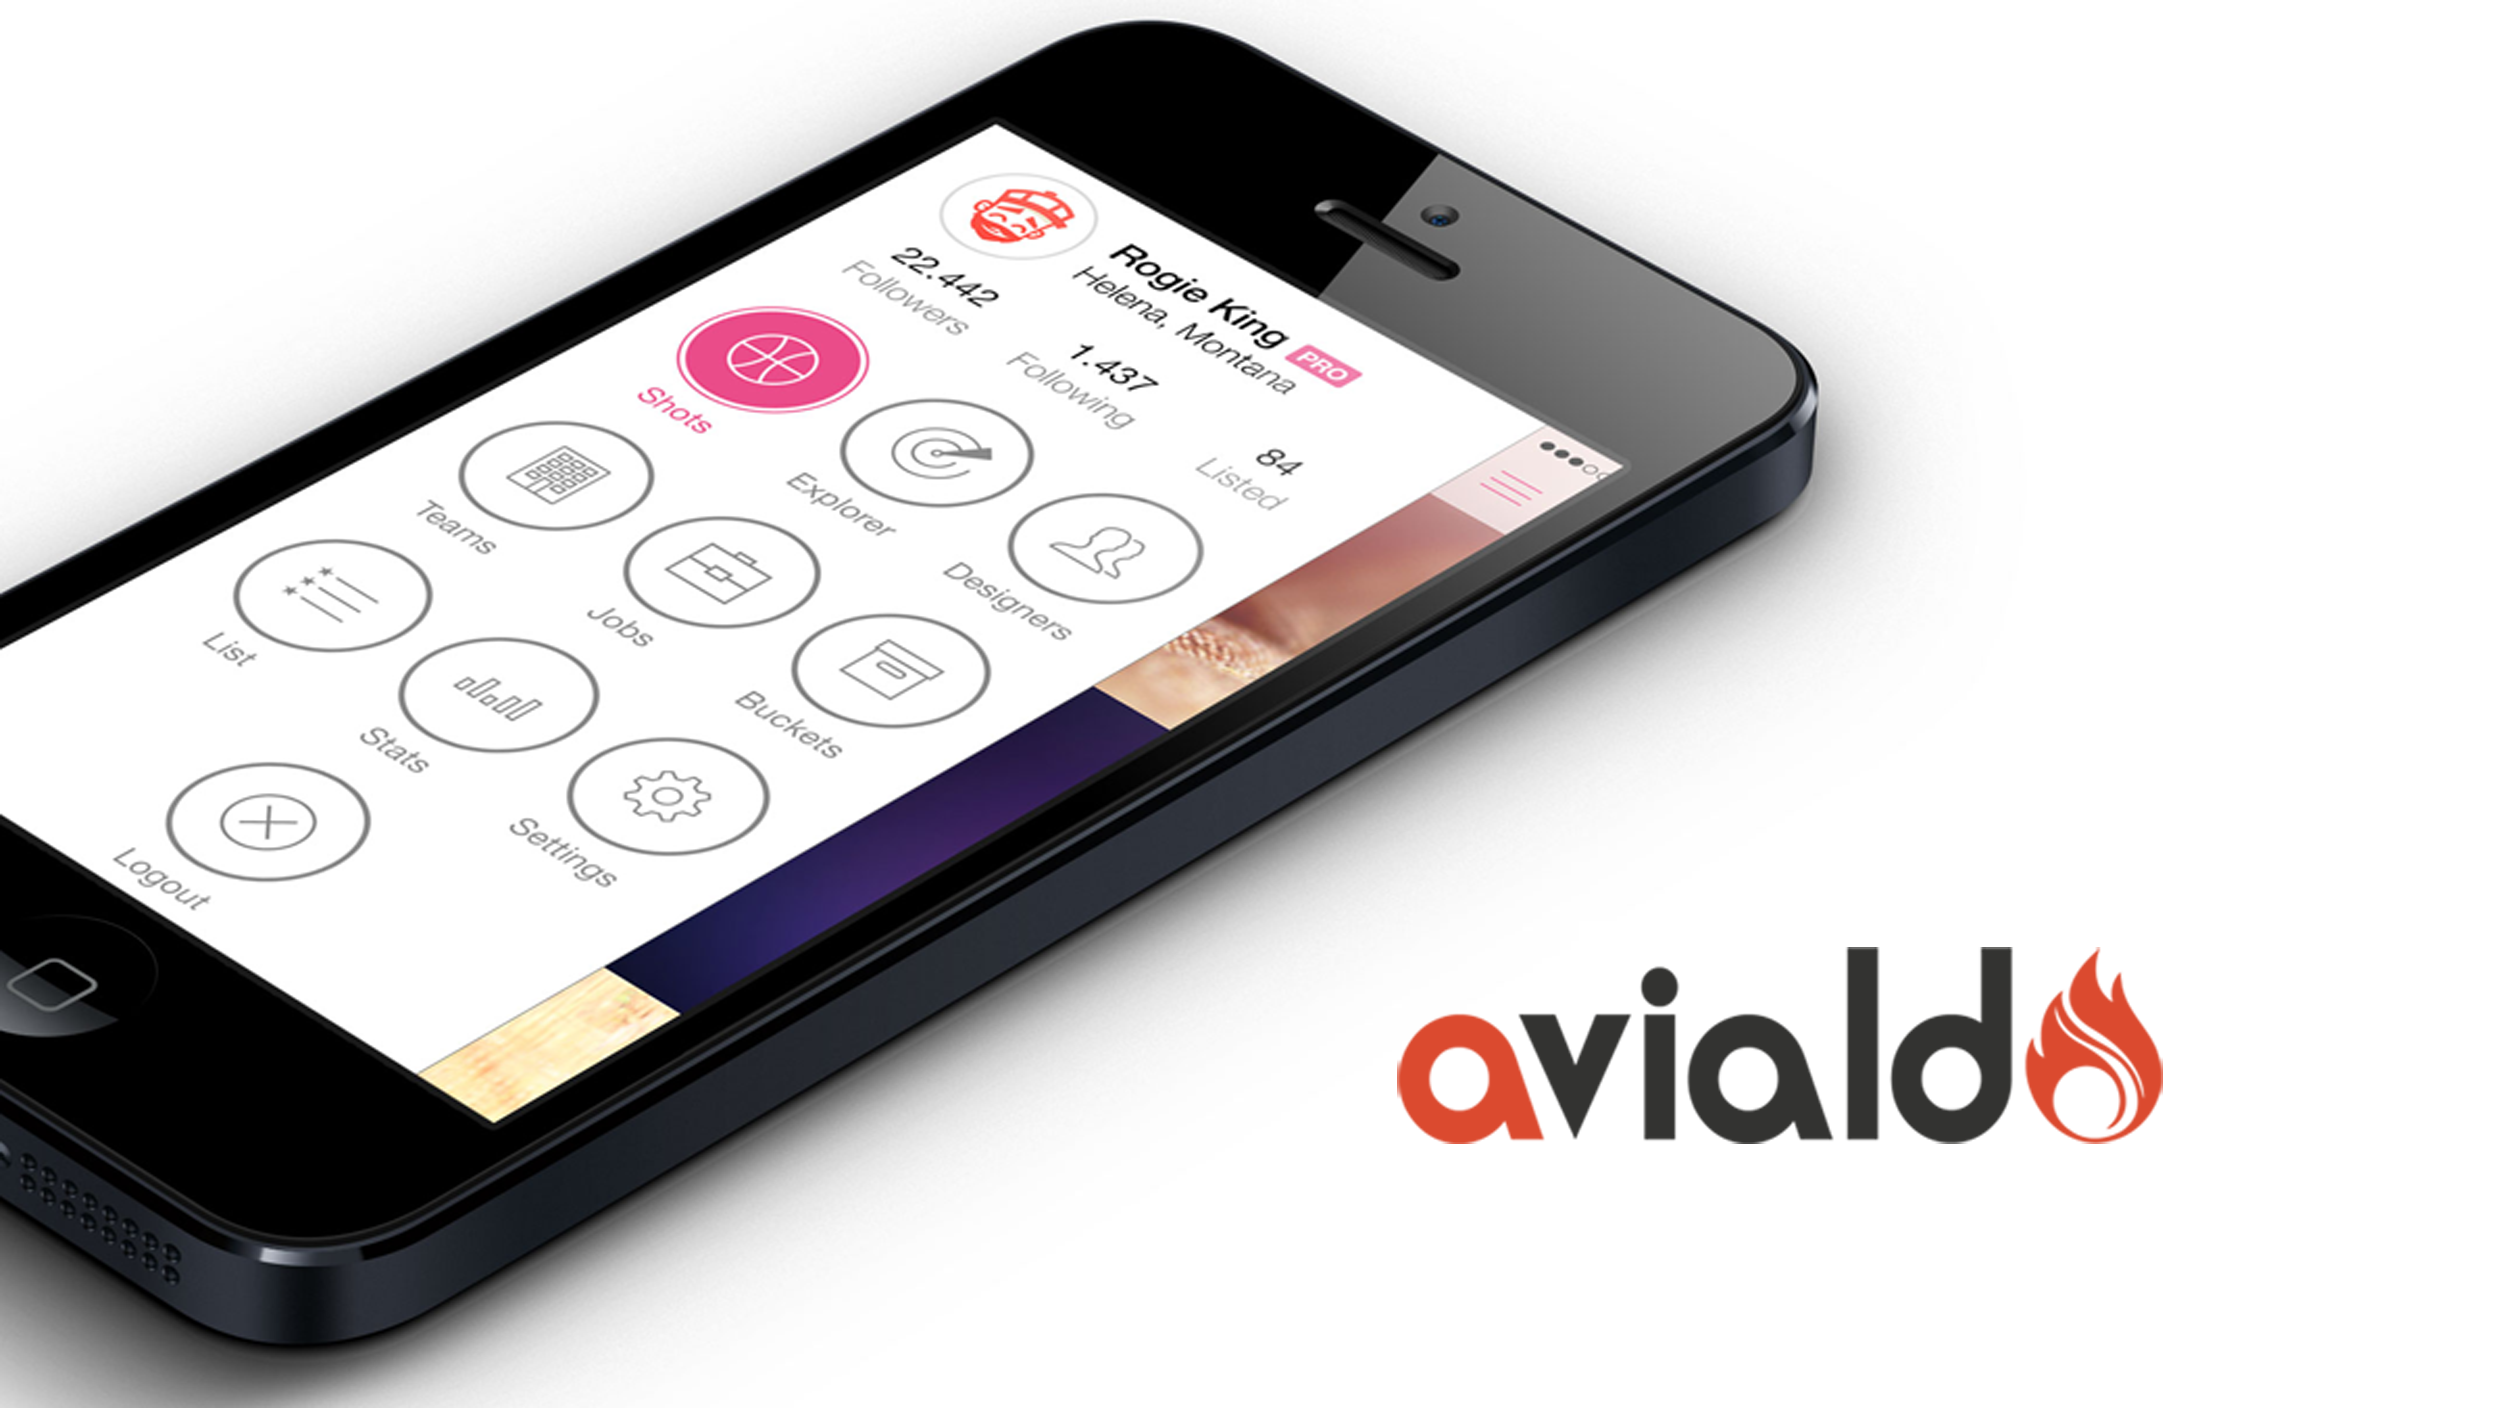 Rogie King PRO
Helena, Montana
22.442
Followers
1.437
Following
84
Listed
Shots
Explorer
Designers
Teams
Jobs
Buckets
List
Stats
Settings
Logout
avialdo